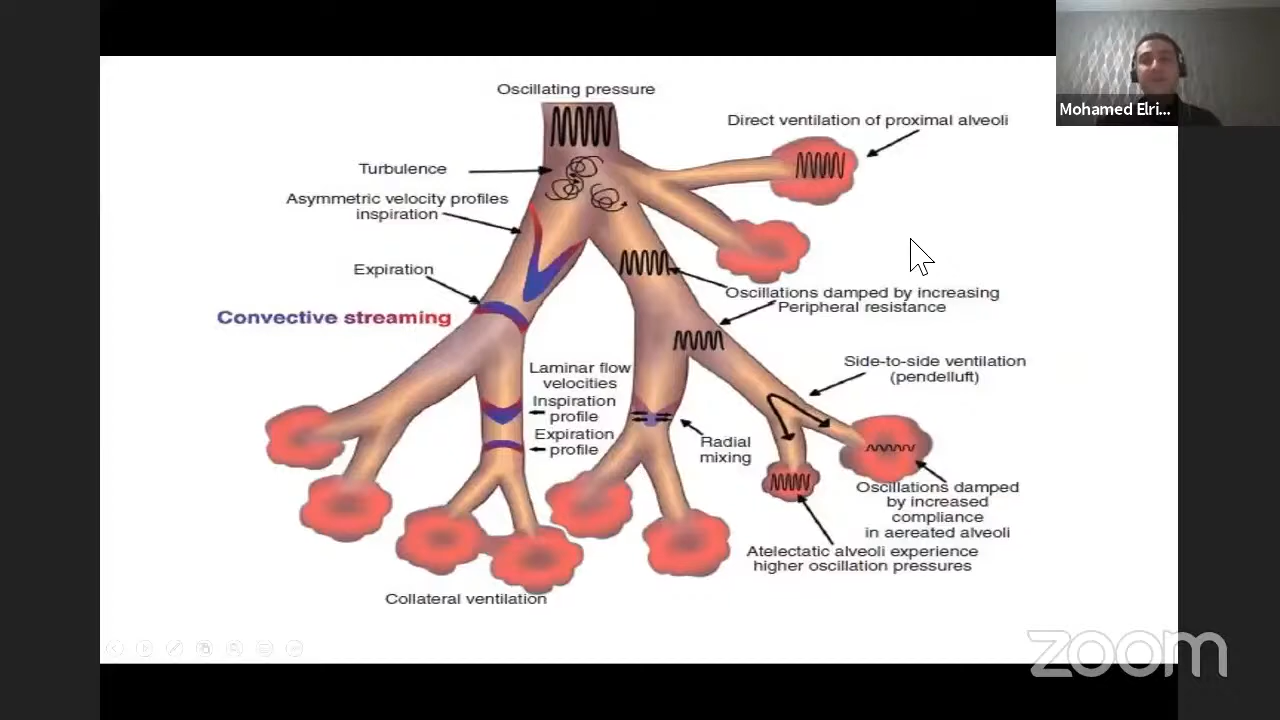 Oscillating pressure
Mohamed Elri...
Direct ventilation of proximal alveoli
Turbulence
Asymmetric velocity profiles
inspiration
Expiration
Convective streaming
Oscillations damped by increasing
Peripheral resistance
Side-to-side ventilation
(pendelluft)
Laminar flow
velocities
Inspiration
profile
Expiration
profile
Radial
mixing
Oscillations damped
by increased
compliance
in aereated alveoli
Atelectatic alveoli experience
higher oscillation pressures
Collateral ventilation
zoom